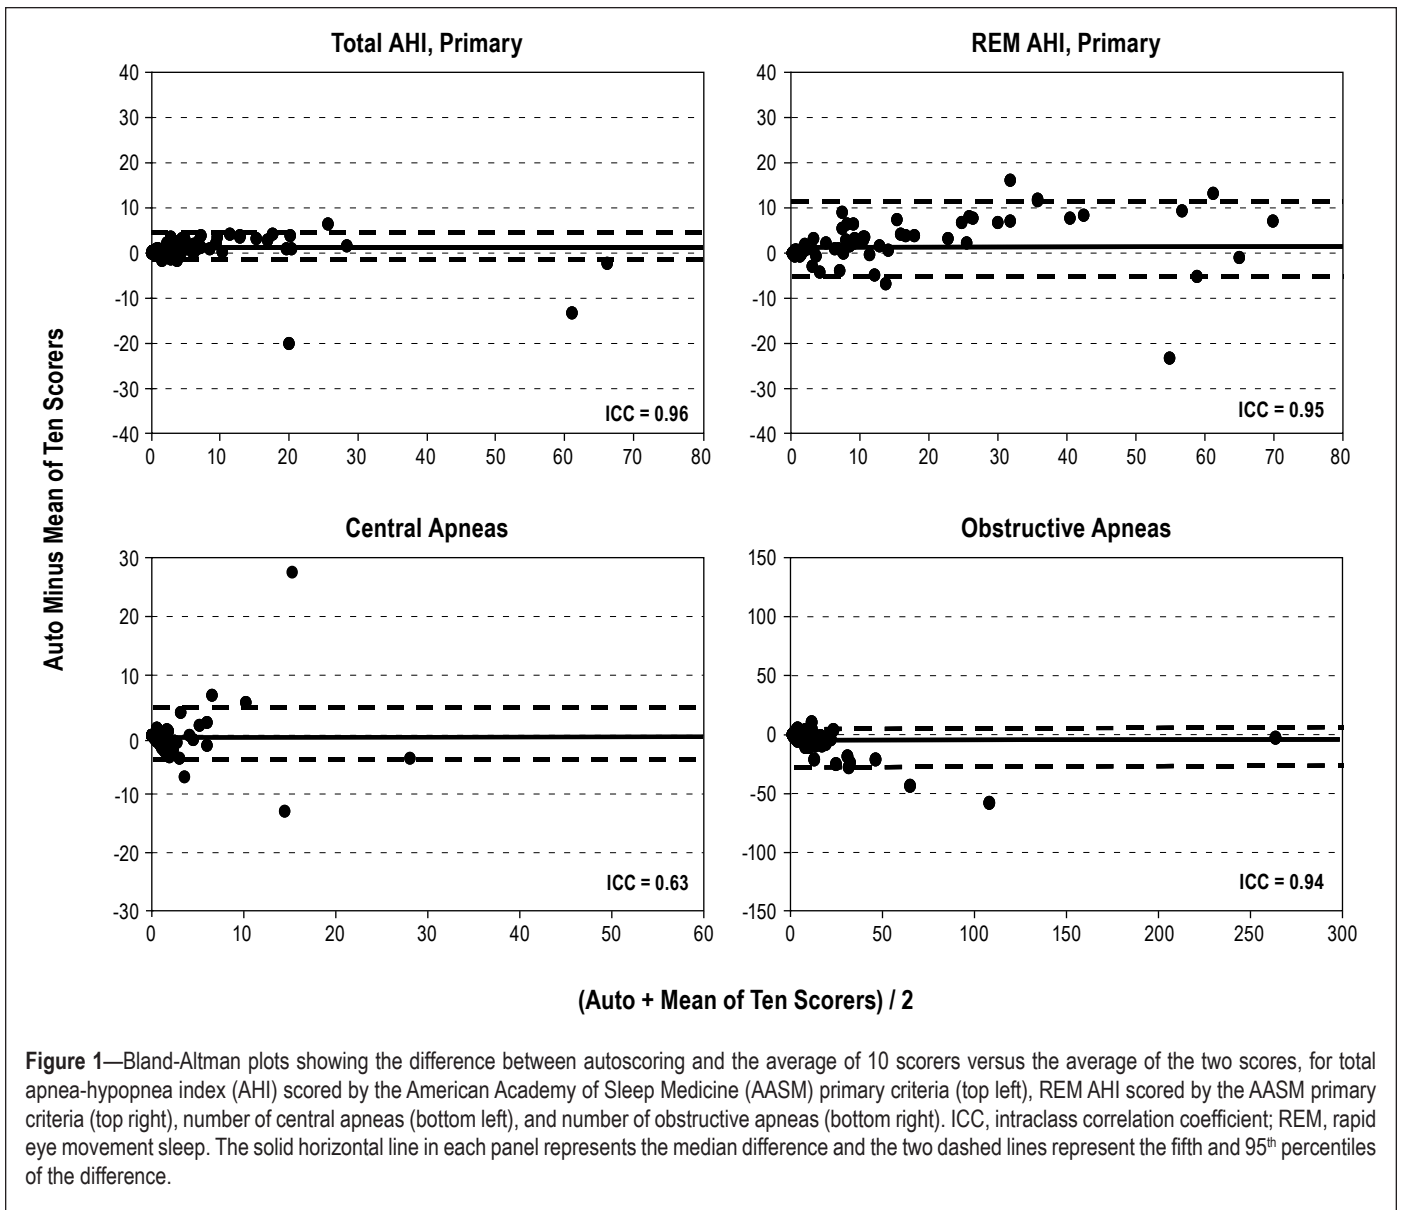 Total AHI, Primary
40
30
20
10
0
-10
-20
-30
-40
ICC = 0.96
0 10 20 30 40 50 60 70 80
REM AHI, Primary
40
30
20
10
0
-10
-20
-30
-40
ICC = 0.95
0 10 20 30 40 50 60 70 80
Auto Minus Mean of Ten Scorers
Central Apneas
30
20
10
0
-10
-20
-30
ICC = 0.63
0 10 20 30 40 50 60
Obstructive Apneas
150
100
50
0
-50
-100
-150
ICC = 0.94
0 50 100 150 200 250 300
(Auto + Mean of Ten Scorers) / 2
Figure 1—Bland-Altman plots showing the difference between autoscoring and the average of 10 scorers versus the average of the two scores, for total
apnea-hypopnea index (AHI) scored by the American Academy of Sleep Medicine (AASM) primary criteria (top left), REM AHI scored by the AASM primary
criteria (top right), number of central apneas (bottom left), and number of obstructive apneas (bottom right). ICC, intraclass correlation coefficient; REM, rapid
eye movement sleep. The solid horizontal line in each panel represents the median difference and the two dashed lines represent the fifth and 95th percentiles
of the difference.